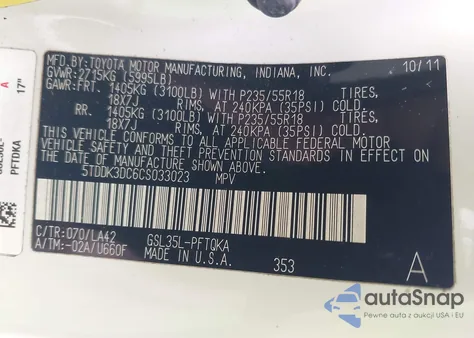 MFD. BY: TOYOTA MOTOR MANUFACTURING, INDIANA, INC. 10/11
GVWR: 2715KG (5995LB)
GAWR: FRT. 1405KG (3100LB) WITH P235/55R18 TIRES,
18X7J RIMS, AT 240KPA (35PSI) COLD.
RR. 1405KG (3100LB) WITH P235/55R18 TIRES,
18X7J RIMS, AT 240KPA (35PSI) COLD.
THIS VEHICLE CONFORMS TO ALL APPLICABLE FEDERAL MOTOR
VEHICLE SAFETY AND THEFT PREVENTION STANDARDS IN EFFECT
ON THE DATE OF MANUFACTURE SHOWN ABOVE.
5TDDK3DC6CS033023 MPV
C/TR: 070/LA42 GSL35L-PFTQKA
A/TM: -02A/U660F MADE IN U.S.A. 353 A
A 17"
PFTDKA
autoSnap
Pewne auta z USA i EU